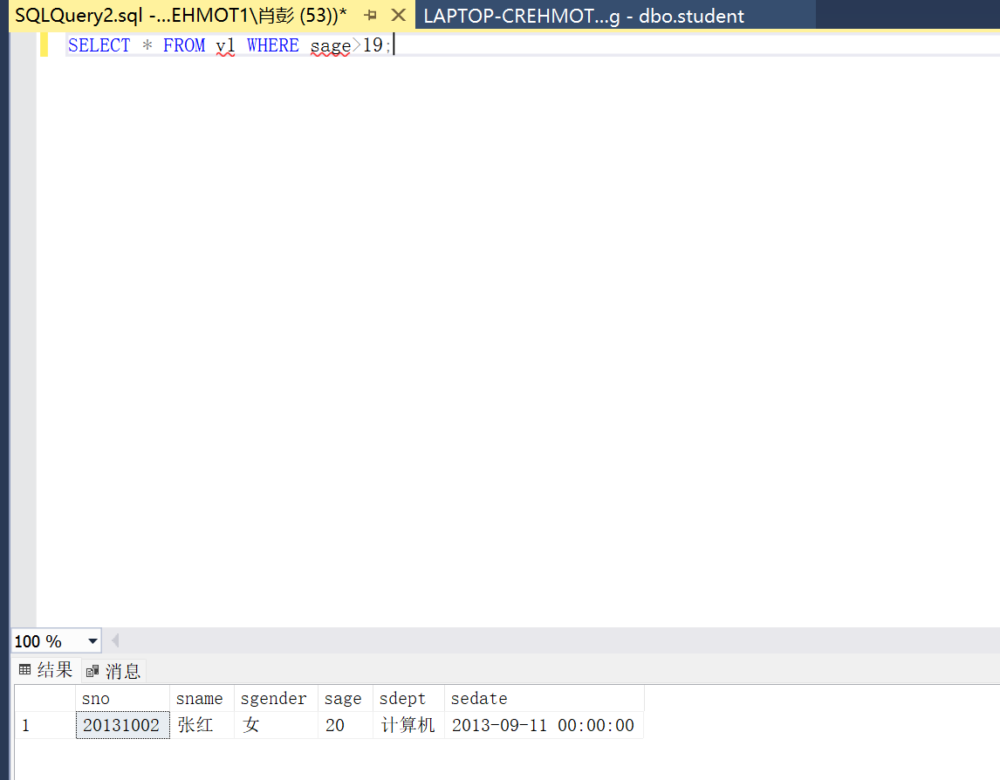 SQLQuery2.sql -...EHMOT1\肖彭 (53))* LAPTOP-CREHMOT...g - dbo.student
SELECT * FROM v1 WHERE sage>19;
100 %
结果 消息
sno sname sgender sage sdept sedate
1 20131002 张红 女 20 计算机 2013-09-11 00:00:00